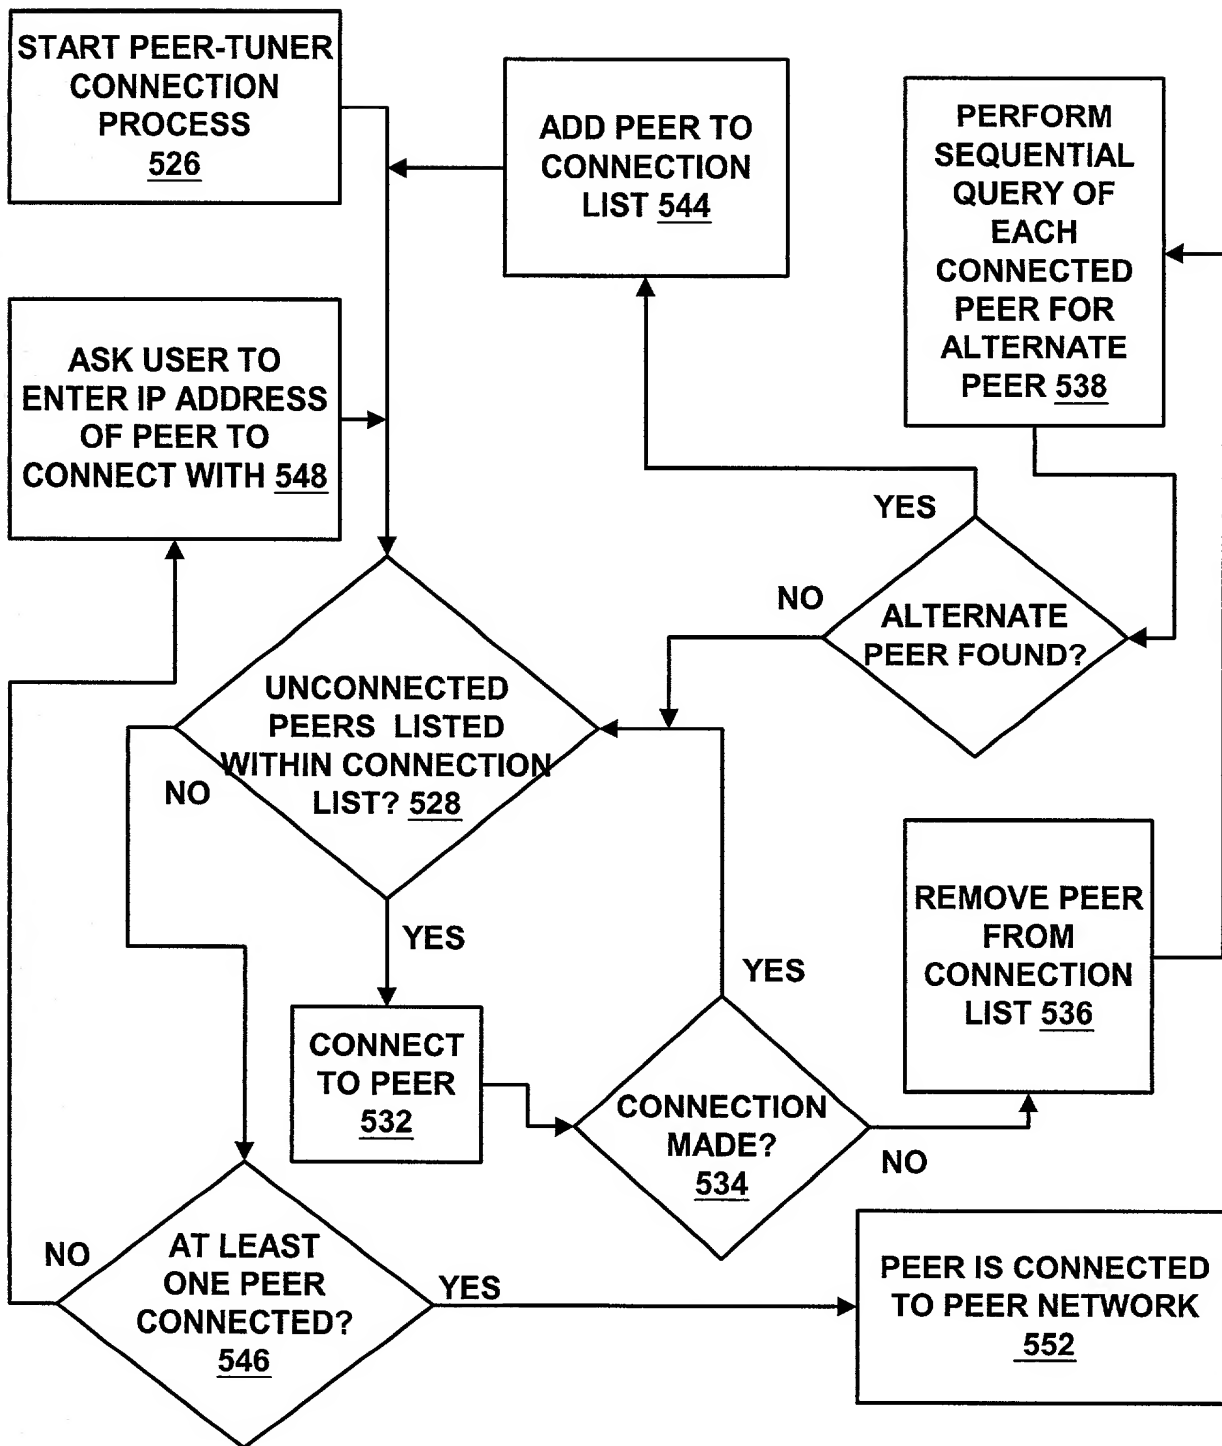 START PEER-TUNER
CONNECTION
PROCESS
526
ADD PEER TO
CONNECTION
LIST 544
PERFORM
SEQUENTIAL
QUERY OF
EACH
CONNECTED
PEER FOR
ALTERNATE
PEER 538
ASK USER TO
ENTER IP ADDRESS
OF PEER TO
CONNECT WITH 548
YES
NO
ALTERNATE
PEER FOUND?
UNCONNECTED
PEERS LISTED
WITHIN CONNECTION
LIST? 528
NO
YES
YES
REMOVE PEER
FROM
CONNECTION
LIST 536
CONNECT
TO PEER
532
CONNECTION
MADE?
534
NO
NO
AT LEAST
ONE PEER
CONNECTED?
546
YES
PEER IS CONNECTED
TO PEER NETWORK
552